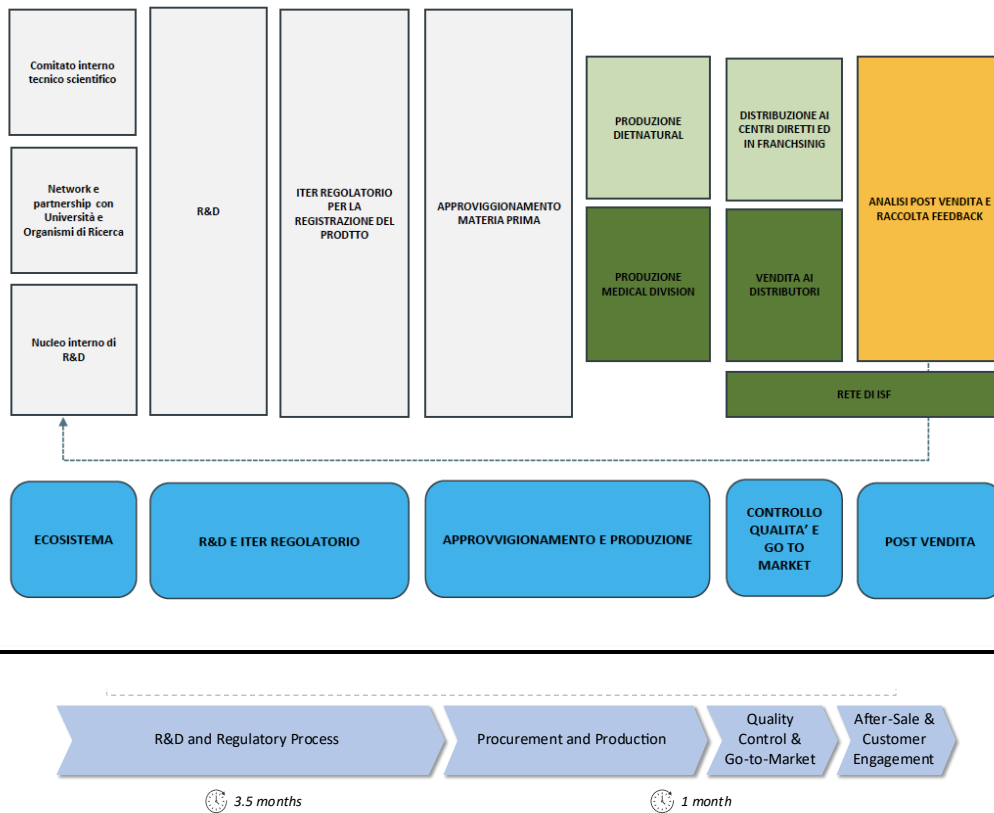 Comitato interno
tecnico scientifico
Network e
partnership con
Università e
Organismi di Ricerca
Nucleo interno di
R&D
R&D
ITER REGOLATORIO
PER LA
REGISTRAZIONE DEL
PRODTTO
APPROVIGGIONAMENTO
MATERIA PRIMA
PRODUZIONE
DIETNATURAL
PRODUZIONE
MEDICAL DIVISION
DISTRIBUZIONE AI
CENTRI DIRETTI ED
IN FRANCHSINIG
VENDITA AI
DISTRIBUTORI
ANALISI POST VENDITA E
RACCOLTA FEEDBACK
RETE DI ISF
ECOSISTEMA
R&D E ITER REGOLATORIO
APPROVVIGIONAMENTO E PRODUZIONE
CONTROLLO
QUALITA’ E
GO TO
MARKET
POST VENDITA
R&D and Regulatory Process
Procurement and Production
Quality
Control &
Go-to-Market
After-Sale &
Customer
Engagement
3.5 months
1 month